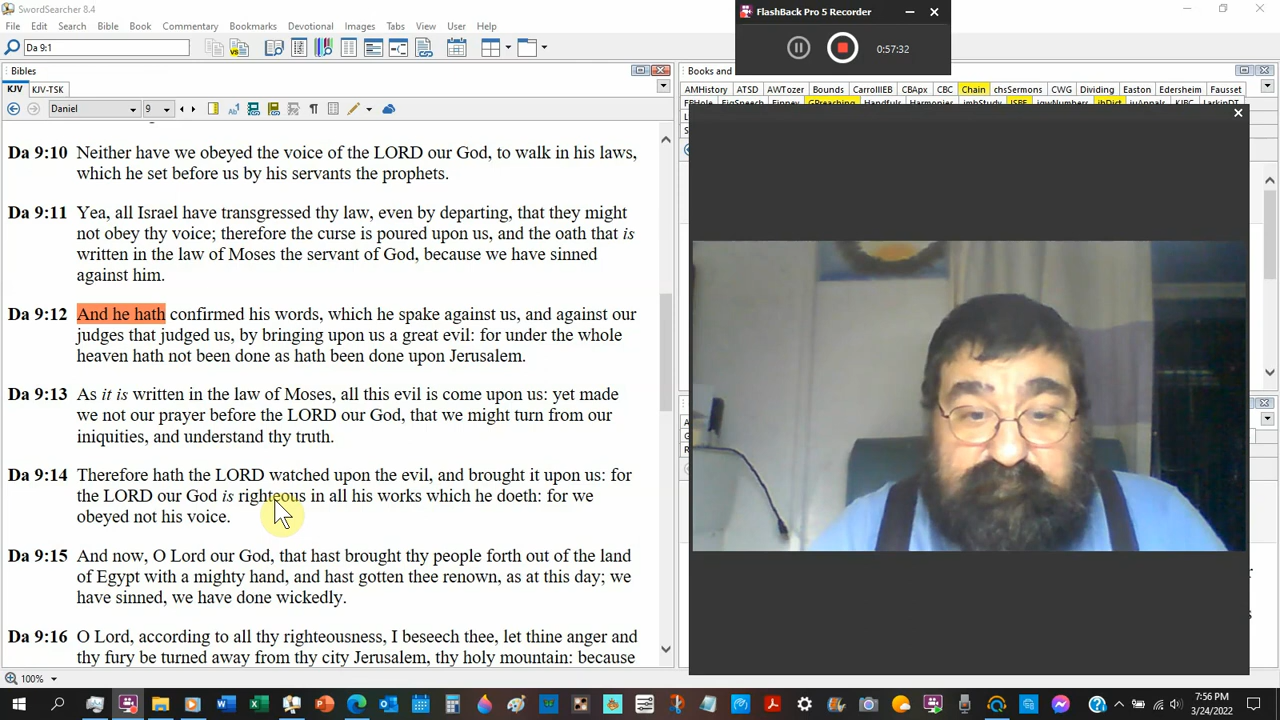 SwordSearcher 8.4
FlashBack Pro 5 Recorder
File Edit Search Bible Library Commentary Bookmarks Devotional Images Tabs View User Help
Da 9:1
0:57:32
Bibles
Books and
KJV KJV-TSK
AMHistory ATSD AWTozer Bounds CarrollEB CBApx CBC Chain chsSermons CWG Dividing Easton Edersheim Fausset
Daniel 9
Da 9:10 Neither have we obeyed the voice of the LORD our God, to walk in his laws,
which he set before us by his servants the prophets.
Da 9:11 Yea, all Israel have transgressed thy law, even by departing, that they might
not obey thy voice; therefore the curse is poured upon us, and the oath that is
written in the law of Moses the servant of God, because we have sinned
against him.
Da 9:12 And he hath confirmed his words, which he spake against us, and against our
judges that judged us, by bringing upon us a great evil: for under the whole
heaven hath not been done as hath been done upon Jerusalem.
Da 9:13 As it is written in the law of Moses, all this evil is come upon us: yet made
we not our prayer before the LORD our God, that we might turn from our
iniquities, and understand thy truth.
Da 9:14 Therefore hath the LORD watched upon the evil, and brought it upon us: for
the LORD our God is righteous in all his works which he doeth: for we
obeyed not his voice.
Da 9:15 And now, O Lord our God, that hast brought thy people forth out of the land
of Egypt with a mighty hand, and hast gotten thee renown, as at this day; we
have sinned, we have done wickedly.
Da 9:16 O Lord, according to all thy righteousness, I beseech thee, let thine anger and
thy fury be turned away from thy city Jerusalem, thy holy mountain: because
100%
7:56 PM
3/24/2022